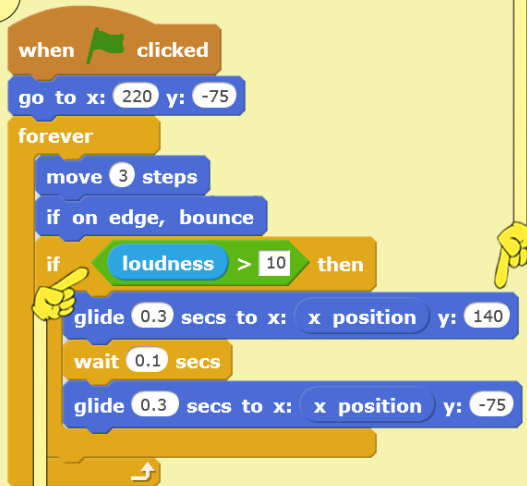 when clicked
go to x: 220 y: -75
forever
move 3 steps
if on edge, bounce
if loudness > 10 then
glide 0.3 secs to x: x position y: 140
wait 0.1 secs
glide 0.3 secs to x: x position y: -75